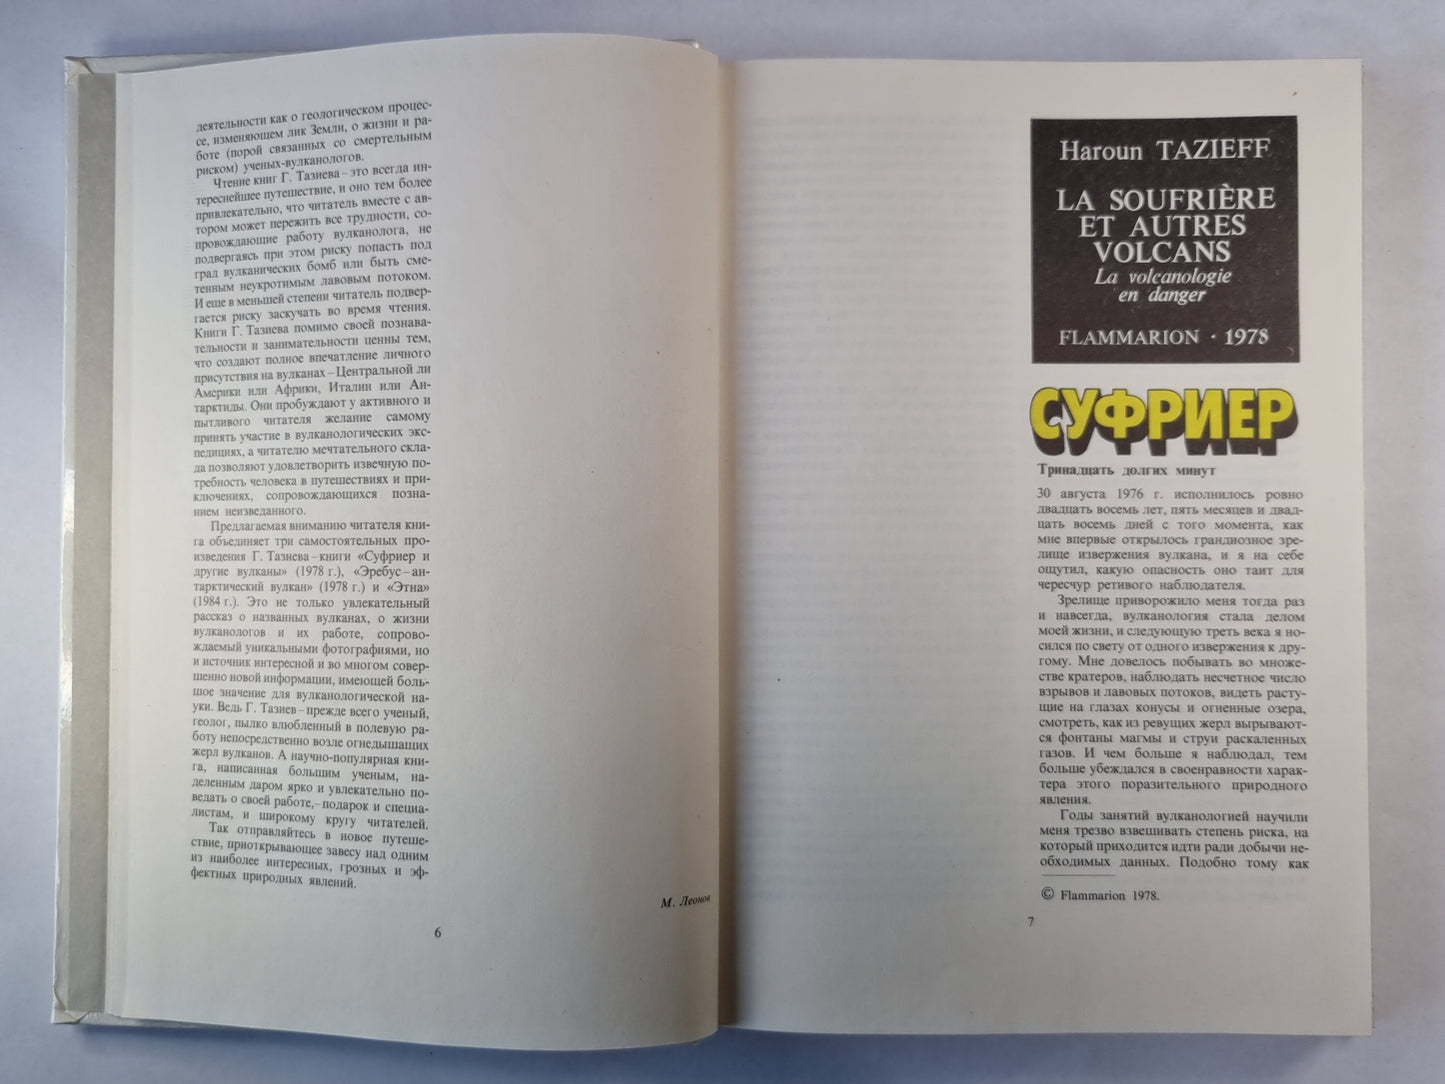 деятельности как о геологическом процес-
се, изменяющем лик Земли, о жизни и ра-
боте (порой связанных со смертельным
риском) ученых-вулканологов.
Чтение книг Г. Тазиева – это всегда ин-
тереснейшее путешествие, и оно тем более
привлекательно, что читатель вместе с ав-
тором может пережить все трудности, со-
провождающие работу вулканолога, не
подвергаясь при этом риску попасть под
град вулканических бомб или быть сме-
тенным неукротимым лавовым потоком.
И еще в меньшей степени читатель подвер-
гается риску заскучать во время чтения.
Книги Г. Тазиева помимо своей познава-
тельности и занимательности ценны тем,
что создают полное впечатление личного
присутствия на вулканах – Центральной ли
Америки или Африки, Италии или Ан-
тарктиды. Они пробуждают у активного и
пытливого читателя желание самому
принять участие в вулканологических экс-
педициях, а читателю мечтательного скла-
да позволяют удовлетворить извечную по-
требность человека в путешествиях и при-
ключениях, сопровождающихся позна-
нием неизведанного.
Предлагаемая вниманию читателя кни-
га объединяет три самостоятельных про-
изведения Г. Тазиева – книги «Суфриер и
другие вулканы» (1978 г.), «Эребус – ан-
тарктический вулкан» (1978 г.) и «Этна»
(1984 г.). Это не только увлекательный
рассказ о названных вулканах, о жизни
вулканологов и их работе, сопрово-
ждаемый уникальными фотографиями, но
и источник интересной и во многом совер-
шенно новой информации, имеющей боль-
шое значение для вулканологической на-
уки. Ведь Г. Тазиев – прежде всего ученый,
геолог, пылко влюбленный в полевую ра-
боту непосредственно возле огнедышащих
жерл вулканов. А научно-популярная кни-
га, написанная большим ученым, на-
деленным даром ярко и увлекательно по-
ведать о своей работе, – подарок и специа-
листам, и широкому кругу читателей.
Так отправляйтесь в новое путеше-
ствие, приоткрывающее завесу над одним
из наиболее интересных, грозных и эф-
фектных природных явлений.
М. Леонов
6
Haroun TAZIEFF
LA SOUFRIÈRE
ET AUTRES
VOLCANS
La volcanologie
en danger
FLAMMARION · 1978
СУФРИЕР
Тринадцать долгих минут
30 августа 1976 г. исполнилось ровно
двадцать восемь лет, пять месяцев и двад-
цать восемь дней с того момента, как
мне впервые открылось грандиозное зре-
лище извержения вулкана, и я на себе
ощутил, какую опасность оно таит для
чересчур ретивого наблюдателя.
Зрелище приворожило меня тогда раз
и навсегда, вулканология стала делом
моей жизни, и следующую треть века я но-
сился по свету от одного извержения к дру-
гому. Мне довелось побывать во множе-
стве кратеров, наблюдать несчетное число
взрывов и лавовых потоков, видеть расту-
щие на глазах конусы и огненные озера,
смотреть, как из ревущих жерл вырывают-
ся фонтаны магмы и струи раскаленных
газов. И чем больше я наблюдал, тем
больше убеждался в своенравности харак-
тера этого поразительного природного
явления.
Годы занятий вулканологией научили
меня трезво взвешивать степень риска, на
который приходится идти ради добычи не-
обходимых данных. Подобно тому как
© Flammarion 1978.
7